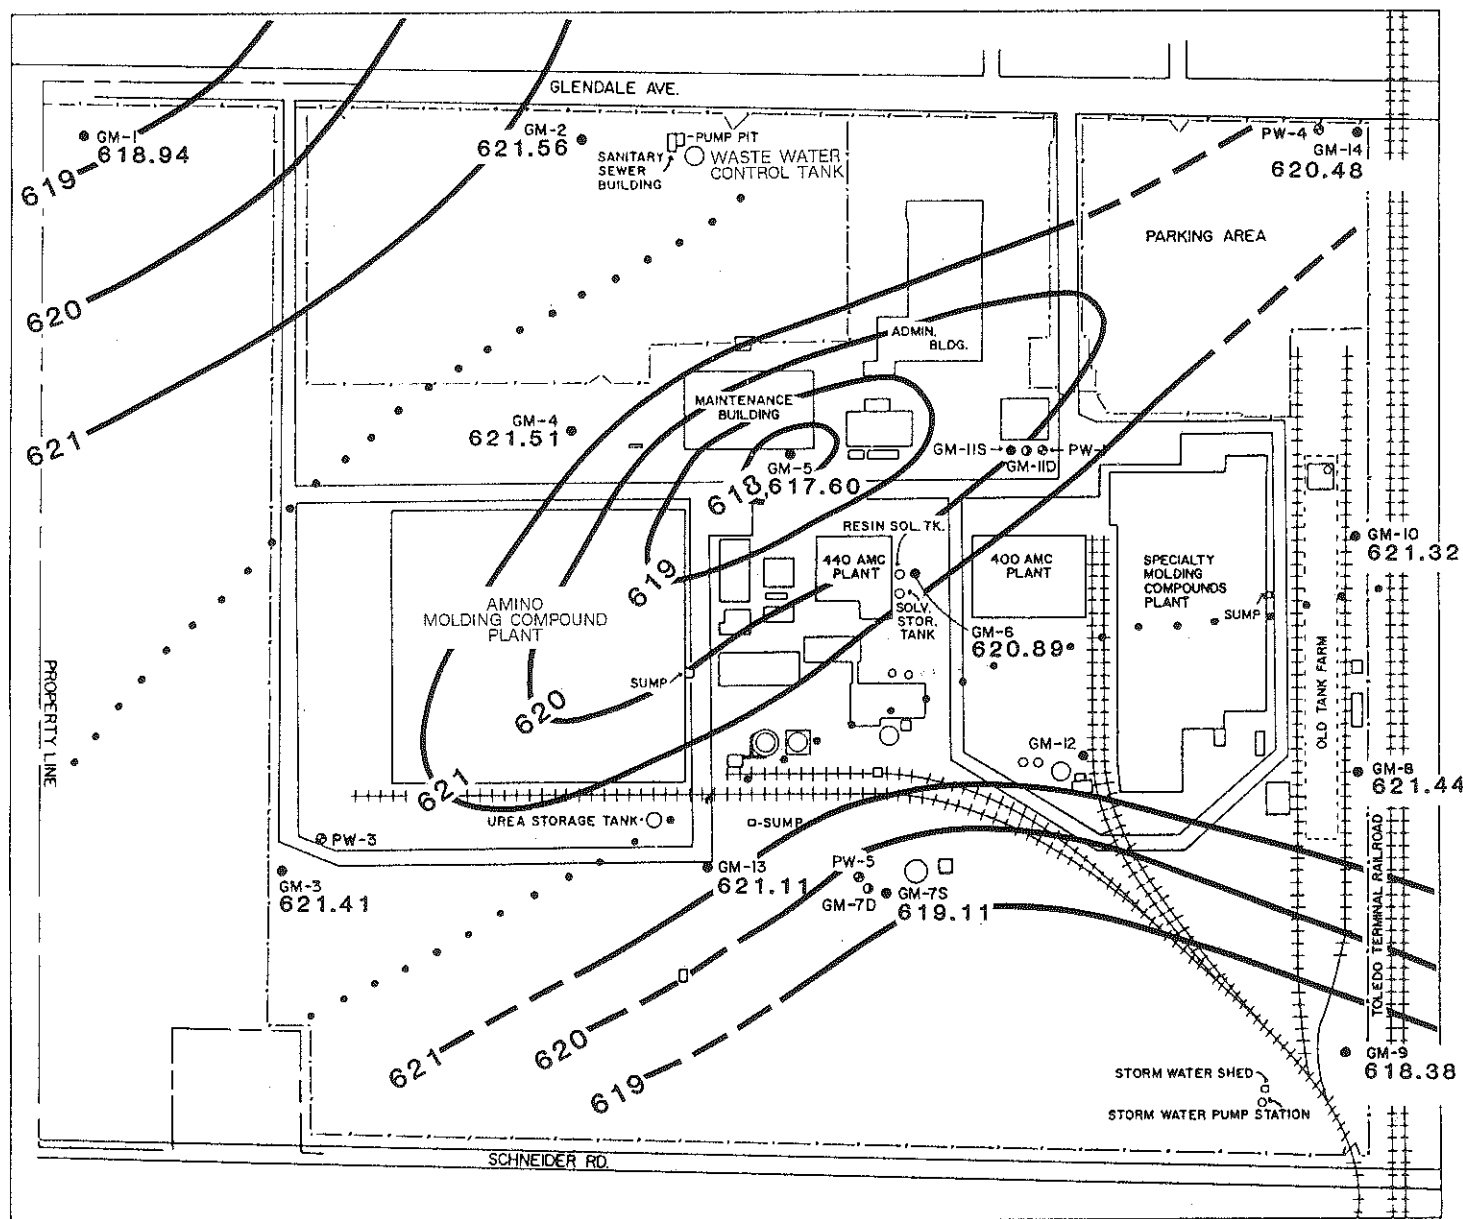 GLENDALE AVE.
GM-1
618.94
GM-2
621.56
PUMP PIT
SANITARY
SEWER
BUILDING
WASTE WATER
CONTROL TANK
PW-4
GM-14
620.48
619
PARKING AREA
620
ADMIN.
BLDG.
MAINTENANCE
BUILDING
GM-4
621.51
621
GM-11S
GM-11D
PW-1
GM-5
617.60
618
RESIN SOL. TK.
GM-10
621.32
440 AMC
PLANT
400 AMC
PLANT
SPECIALTY
MOLDING
COMPOUNDS
PLANT
SUMP
619
AMINO
MOLDING COMPOUND
PLANT
SOLV.
STOR.
TANK
GM-6
620.89
PROPERTY LINE
SUMP
620
OLD TANK FARM
GM-12
GM-8
621.44
621
UREA STORAGE TANK
SUMP
PW-3
GM-3
621.41
GM-13
621.11
PW-5
GM-7D
GM-7S
619.11
TOLEDO TERMINAL RAILROAD
621
620
619
GM-9
618.38
STORM WATER SHED
STORM WATER PUMP STATION
SCHNEIDER RD.